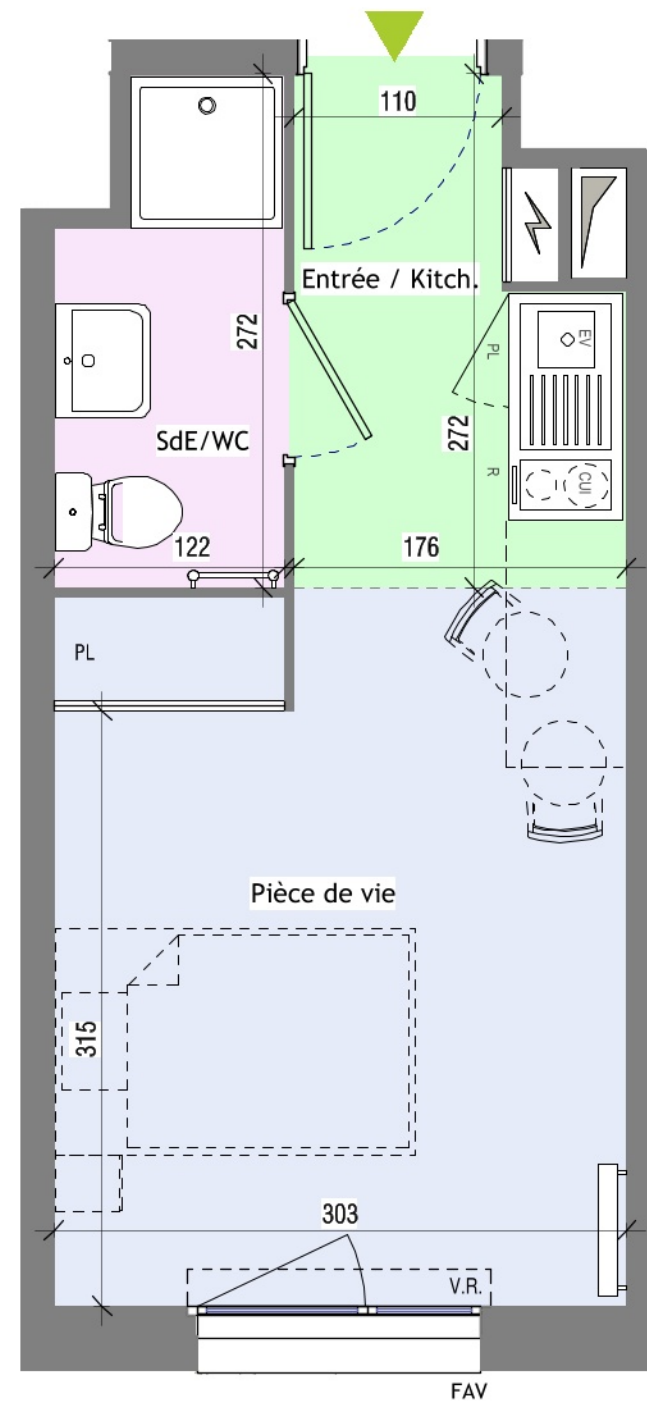 110
Entrée / Kitch.
272
PL
EV
SdE/WC
272
R
CUI
122
176
PL
Pièce de vie
315
303
V.R.
FAV